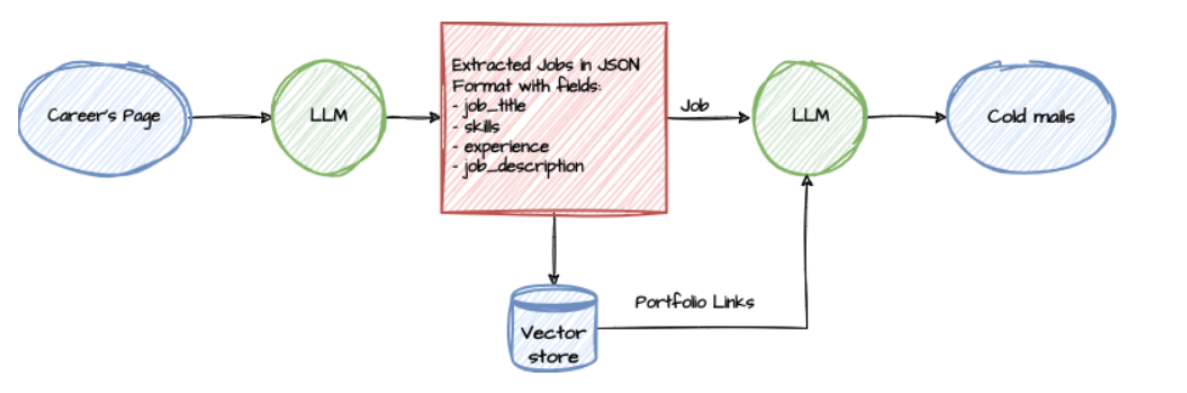 Career's Page
LLM
Extracted Jobs in JSON
Format with fields:
- job_title
- skills
- experience
- job_description
Job
LLM
Cold mails
Portfolio Links
Vector
store